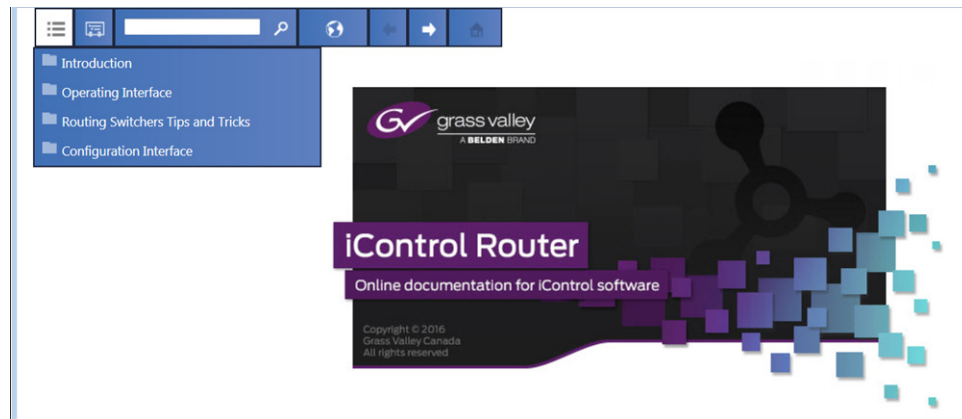 Introduction
Operating Interface
Routing Switchers Tips and Tricks
Configuration Interface
GV
grass valley
A BELDEN BRAND
iControl Router
Online documentation for iControl software
Copyright © 2016
Grass Valley Canada
All rights reserved